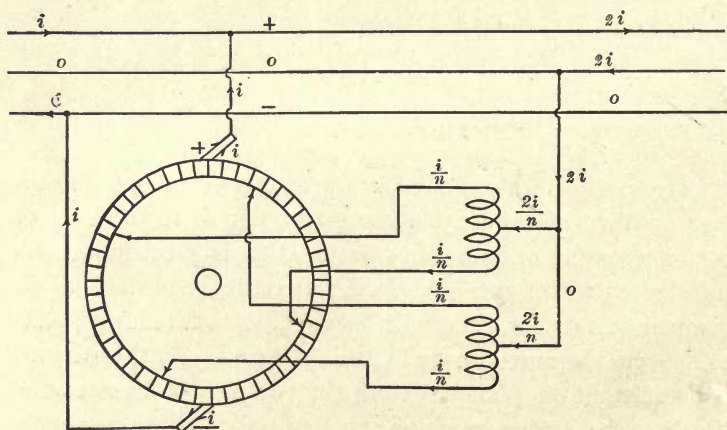 i + 2i
o o 2i
i
− o
+ i
i/n
i 2i
2i/n
i/n
i/n o
2i/n
i/n
− i